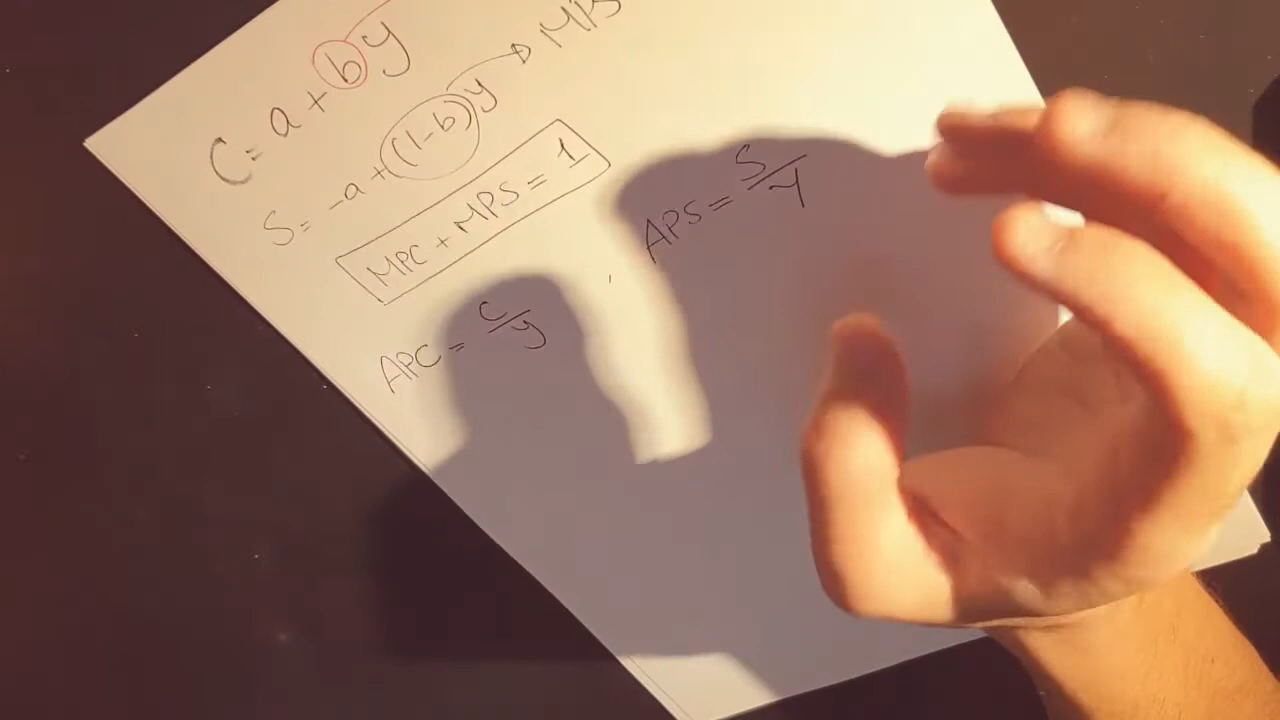 C = a + by
S = -a + (1-b)y → MPS
MPC + MPS = 1
APC = C/y , APS = S/Y